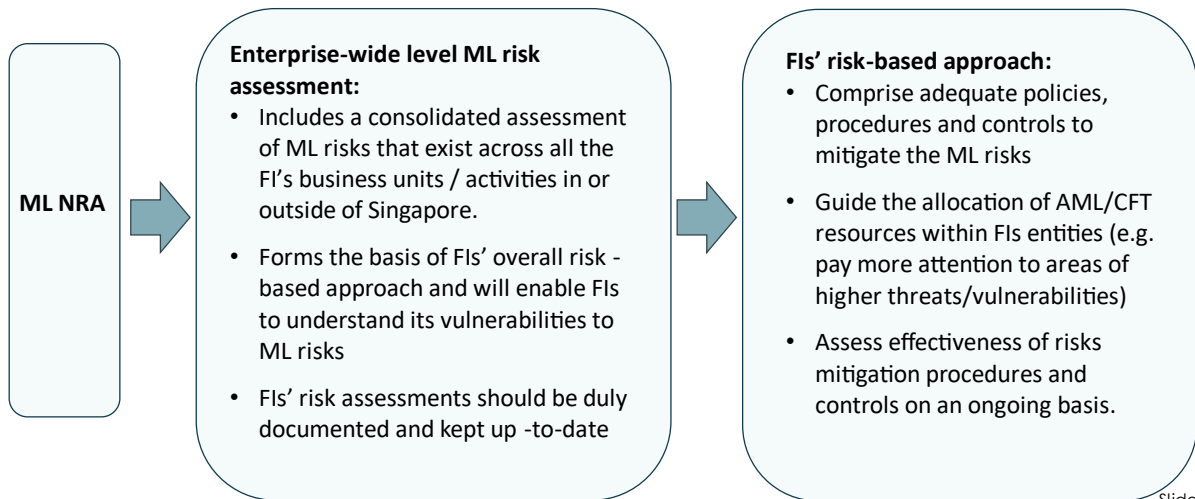 ML NRA
Enterprise-wide level ML risk
assessment:
• Includes a consolidated assessment
of ML risks that exist across all the
FI's business units / activities in or
outside of Singapore.
• Forms the basis of FIs' overall risk -
based approach and will enable FIs
to understand its vulnerabilities to
ML risks
• FIs' risk assessments should be duly
documented and kept up -to-date
FIs' risk-based approach:
• Comprise adequate policies,
procedures and controls to
mitigate the ML risks
• Guide the allocation of AML/CFT
resources within FIs entities (e.g.
pay more attention to areas of
higher threats/vulnerabilities)
• Assess effectiveness of risks
mitigation procedures and
controls on an ongoing basis.
Slide